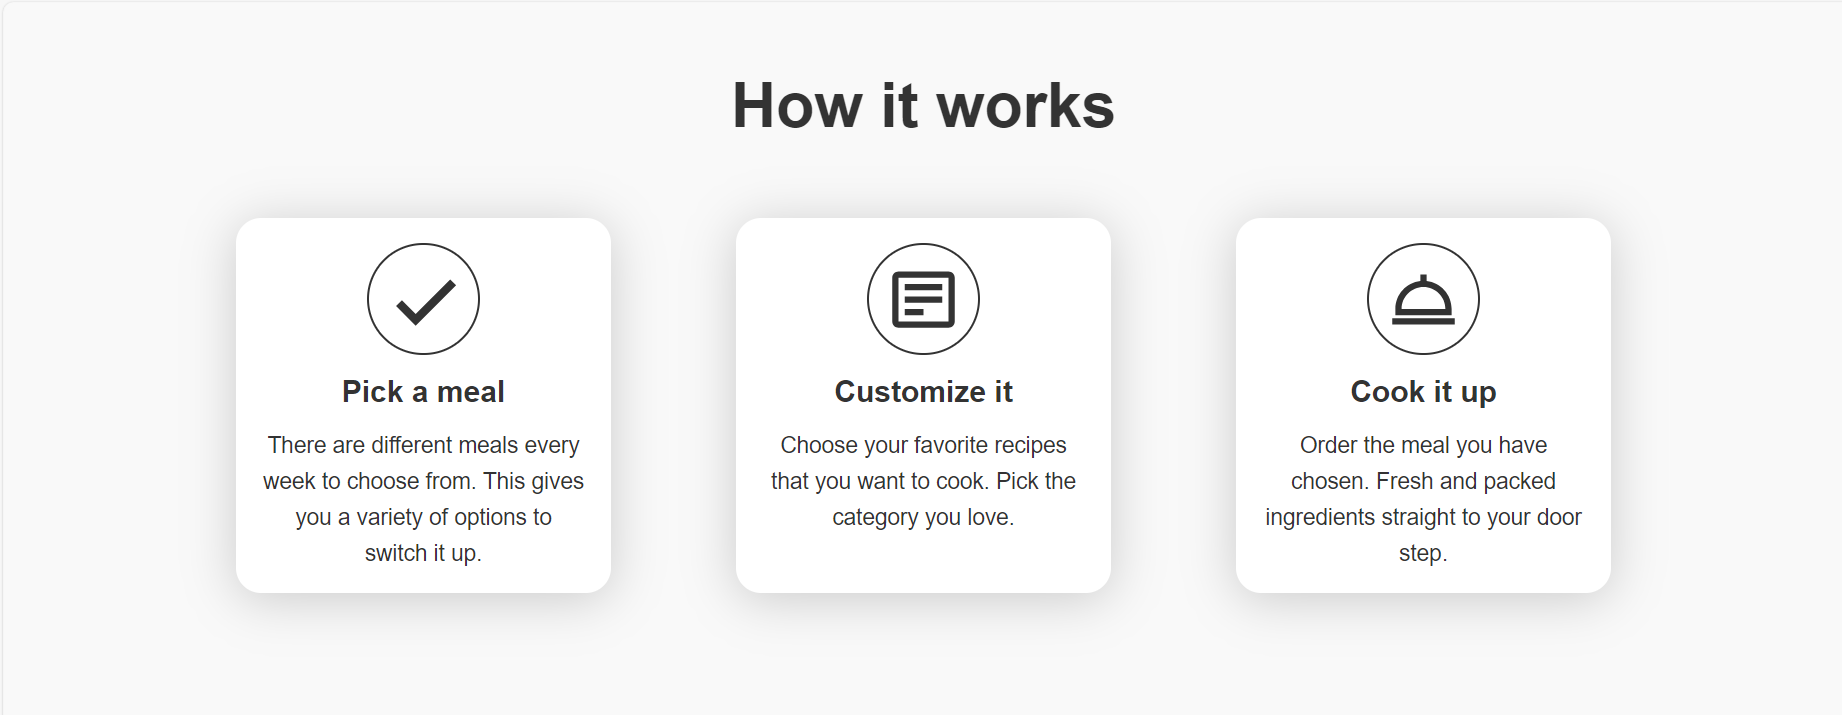 How it works
Pick a meal
There are different meals every
week to choose from. This gives
you a variety of options to
switch it up.
Customize it
Choose your favorite recipes
that you want to cook. Pick the
category you love.
Cook it up
Order the meal you have
chosen. Fresh and packed
ingredients straight to your door
step.